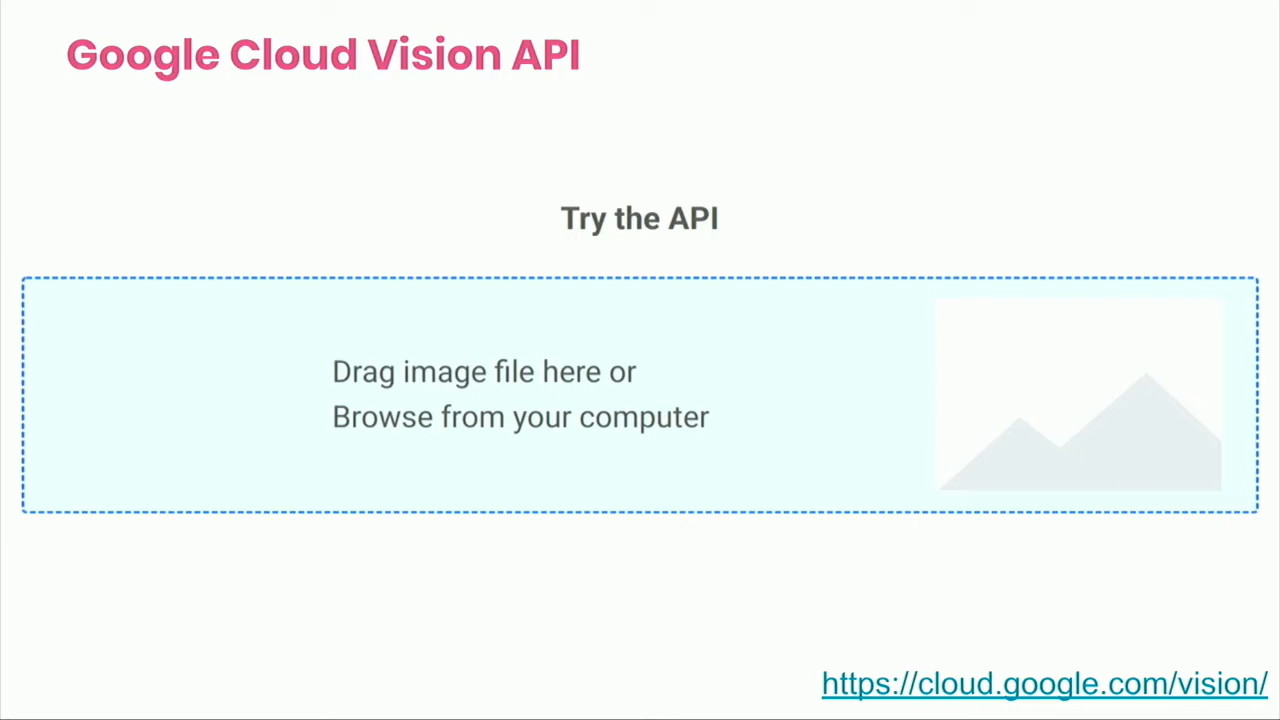 Google Cloud Vision API
Try the API
Drag image file here or
Browse from your computer
https://cloud.google.com/vision/